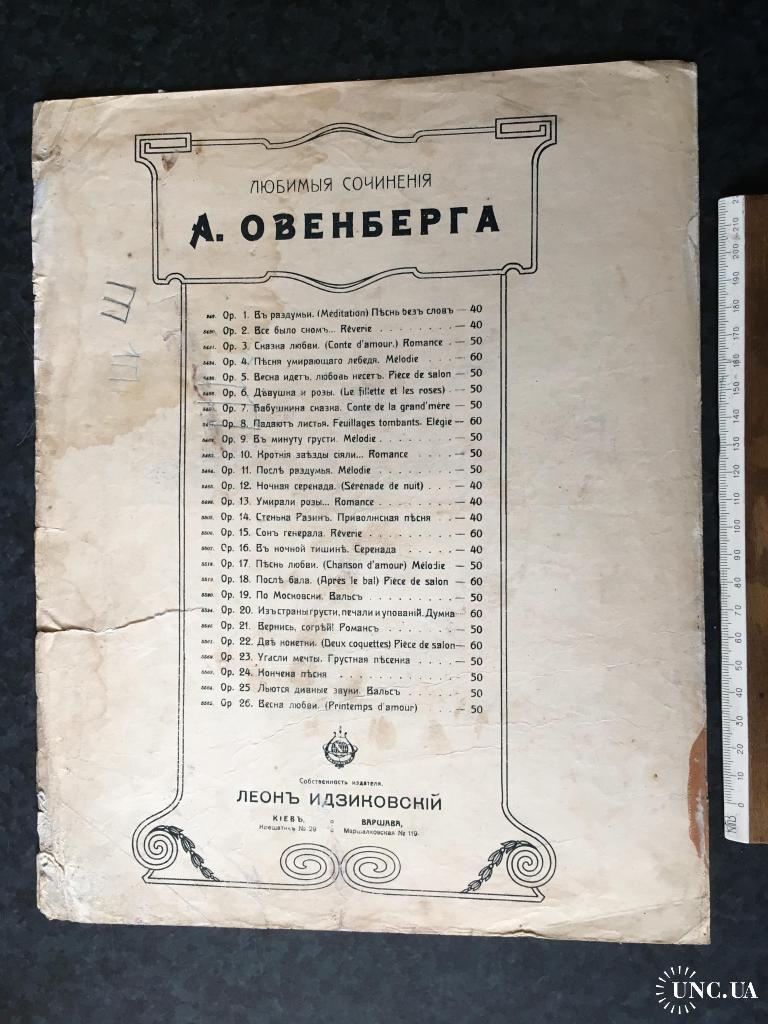 ЛЮБИМЫЯ СОЧИНЕНІЯ
А. ОВЕНБЕРГА
Op. 1. Въ раздумьи. (Méditation) Пѣснь безъ словъ — 40
Op. 2. Все было сномъ... Rêverie . . . . . . . . — 40
Op. 3. Сказка любви. (Conte d'amour.) Romance . — 50
Op. 4. Пѣсня умирающаго лебедя. Mélodie . . . — 60
Op. 5. Весна идетъ, любовь несетъ. Pièce de salon — 50
Op. 6. Дѣвушка и розы. (Le fillette et les roses) . — 50
Op. 7. Бабушкина сказка. Conte de la grand'mère — 50
Op. 8. Падаютъ листья. Feuillages tombants. Elégie — 60
Op. 9. Въ минуту грусти. Mélodie . . . . . . . . — 50
Op. 10. Кроткія звѣзды сіяли... Romance . . . . — 50
Op. 11. Послѣ раздумья. Mélodie . . . . . . . . — 50
Op. 12. Ночная серенада. (Sérénade de nuit) . . . — 40
Op. 13. Умирали розы... Romance . . . . . . . . — 40
Op. 14. Стенька Разинъ. Приволжская пѣсня . . — 40
Op. 15. Сонъ генерала. Rêverie . . . . . . . . . — 60
Op. 16. Въ ночной тишинѣ. Серенада . . . . . . — 40
Op. 17. Пѣснь любви. (Chanson d'amour) Mélodie — 50
Op. 18. Послѣ бала. (Après le bal) Pièce de salon — 60
Op. 19. По Московски. Вальсъ . . . . . . . . . — 50
Op. 20. Изъ страны грусти, печали и упованій. Думка — 60
Op. 21. Вернись, согрѣй! Романсъ . . . . . . . — 50
Op. 22. Двѣ кокетки. (Deux coquettes) Pièce de salon — 60
Op. 23. Угасли мечты. Грустная пѣсенка . . . . — 50
Op. 24. Кончена пѣсня . . . . . . . . . . . . — 50
Op. 25 Льются дивные звуки. Вальсъ . . . . . — 50
Op. 26. Весна любви. (Printemps d'amour) . . — 50
Собственность издателя.
ЛЕОНЪ ИДЗИКОВСКІЙ
КІЕВЪ, ВАРШАВА,
Крещатикъ № 29 Маршалковская № 119.
UNC.UA